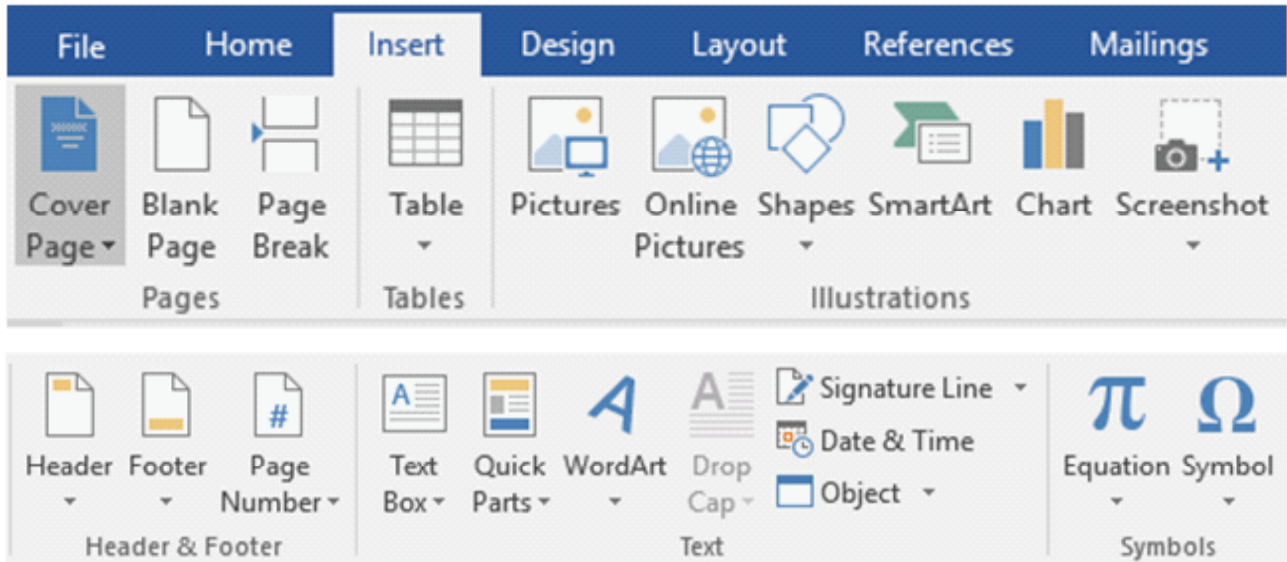 File Home Insert Design Layout References Mailings
Cover Blank Page Table Pictures Online Shapes SmartArt Chart Screenshot
Page Page Break Pictures
Pages Tables Illustrations
A Signature Line
# A
Date & Time
Header Footer Page Text Quick WordArt Drop Equation Symbol
Number Box Parts Cap Object
Header & Footer Text Symbols